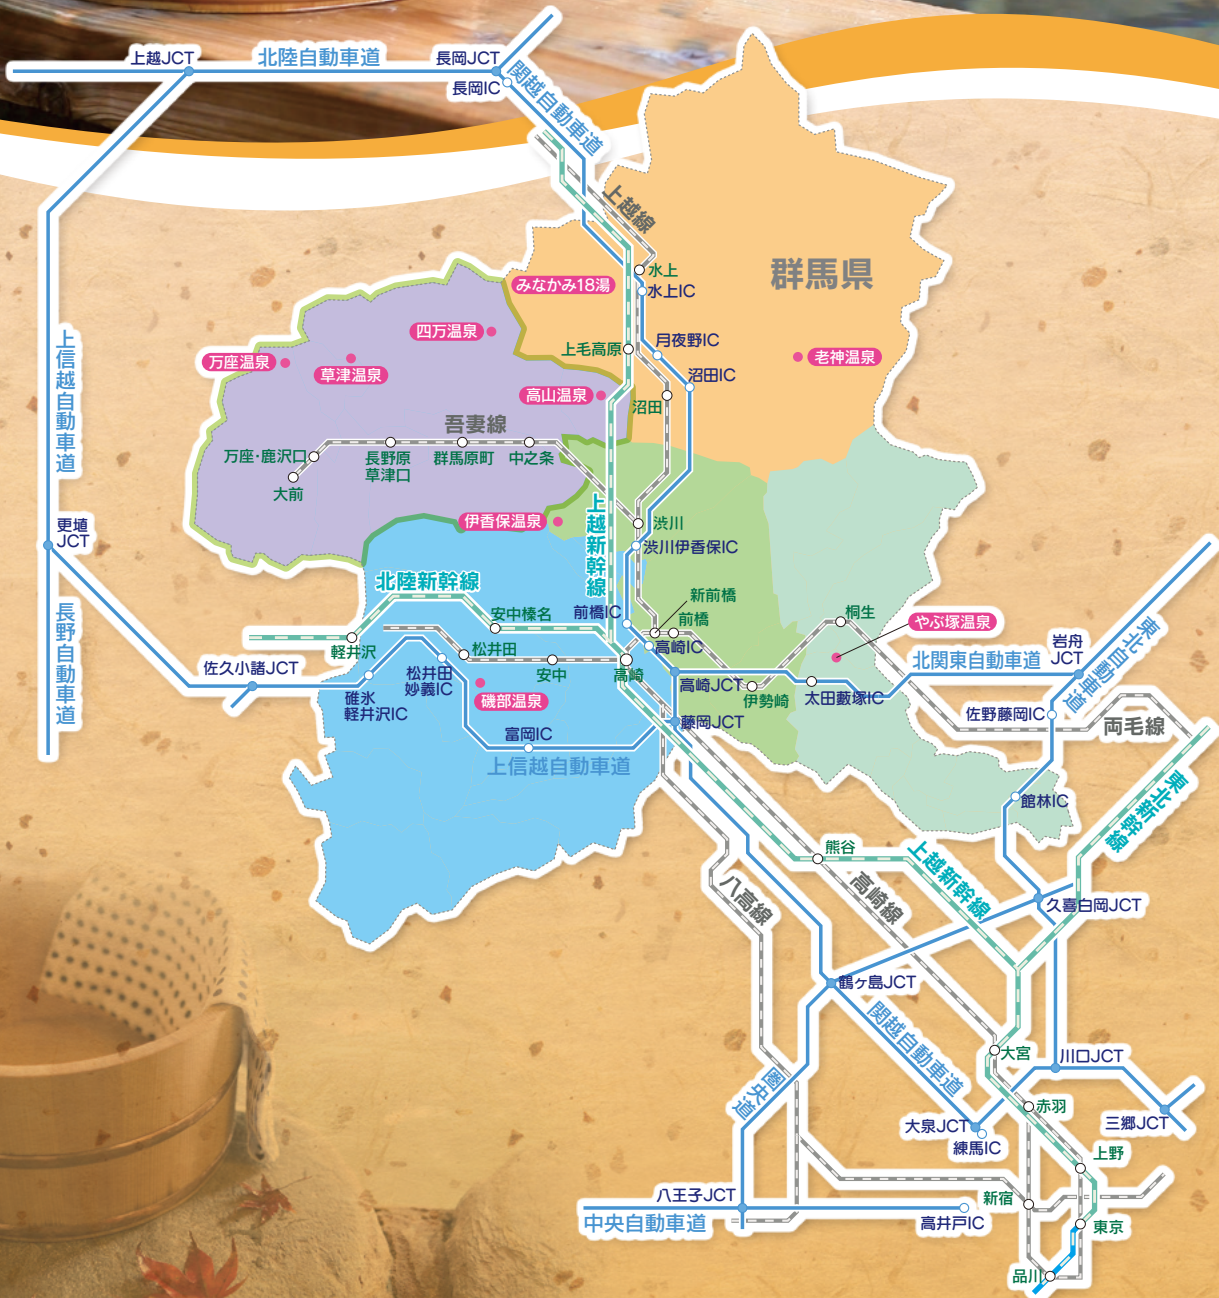 上越JCT
北陸自動車道
長岡JCT
長岡IC
関越自動車道
上越線
群馬県
水上
みなかみ18湯
水上IC
四万温泉
月夜野IC
上毛高原
老神温泉
万座温泉
草津温泉
沼田IC
高山温泉
沼田
上信越自動車道
吾妻線
万座・鹿沢口
長野原
草津口
群馬原町
中之条
大前
伊香保温泉
上越新幹線
渋川
渋川伊香保IC
更埴
JCT
北陸新幹線
新前橋
安中榛名
前橋IC
前橋
桐生
やぶ塚温泉
長野自動車道
軽井沢
松井田
高崎IC
岩舟
JCT
東北自動車道
北関東自動車道
佐久小諸JCT
松井田
妙義IC
安中
高崎
高崎JCT
伊勢崎
太田藪塚IC
碓氷
軽井沢IC
磯部温泉
佐野藤岡IC
藤岡JCT
両毛線
富岡IC
上信越自動車道
館林IC
東北新幹線
熊谷
上越新幹線
八高線
高崎線
久喜白岡JCT
鶴ヶ島JCT
関越自動車道
大宮
川口JCT
圏央道
赤羽
大泉JCT
三郷JCT
練馬IC
上野
八王子JCT
新宿
中央自動車道
高井戸IC
東京
品川